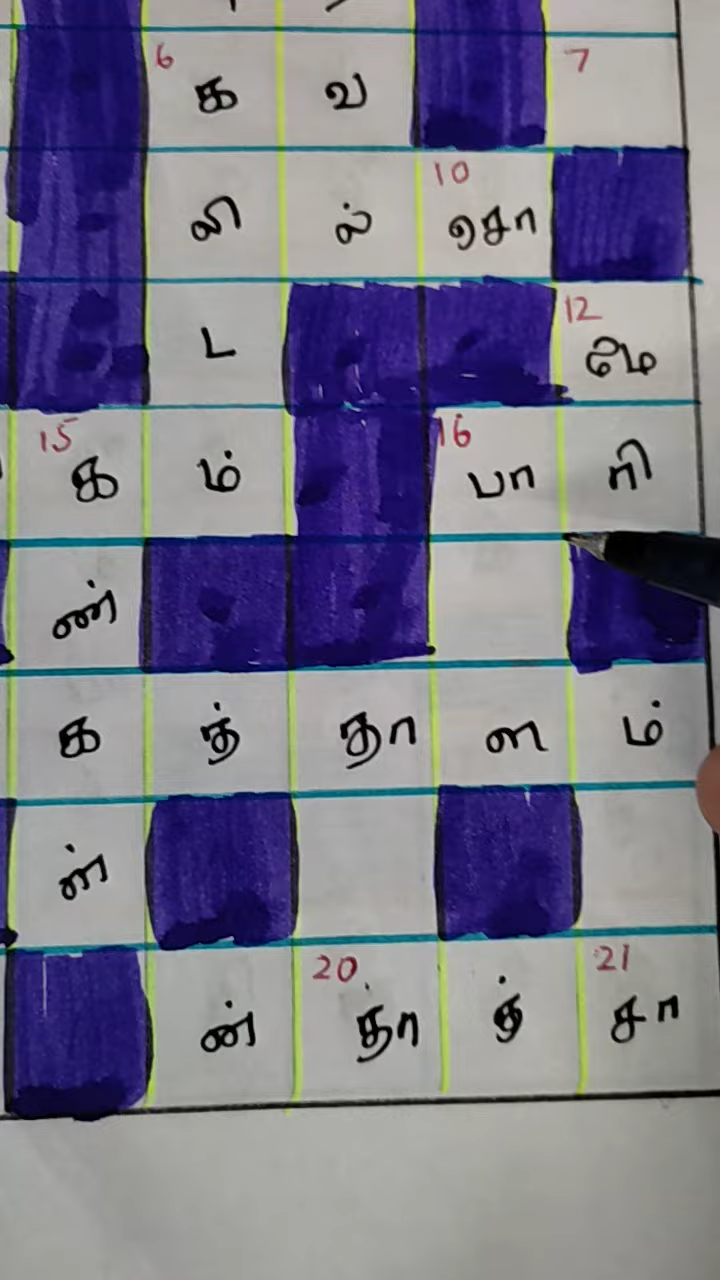 6 க வ 7
லி ல் 10 சொ
ட 12 மே
15 க ம் 16 பா ரி
ண்
க த் தா ள ம்
ன்
ன் 20 தா த் 21 சா